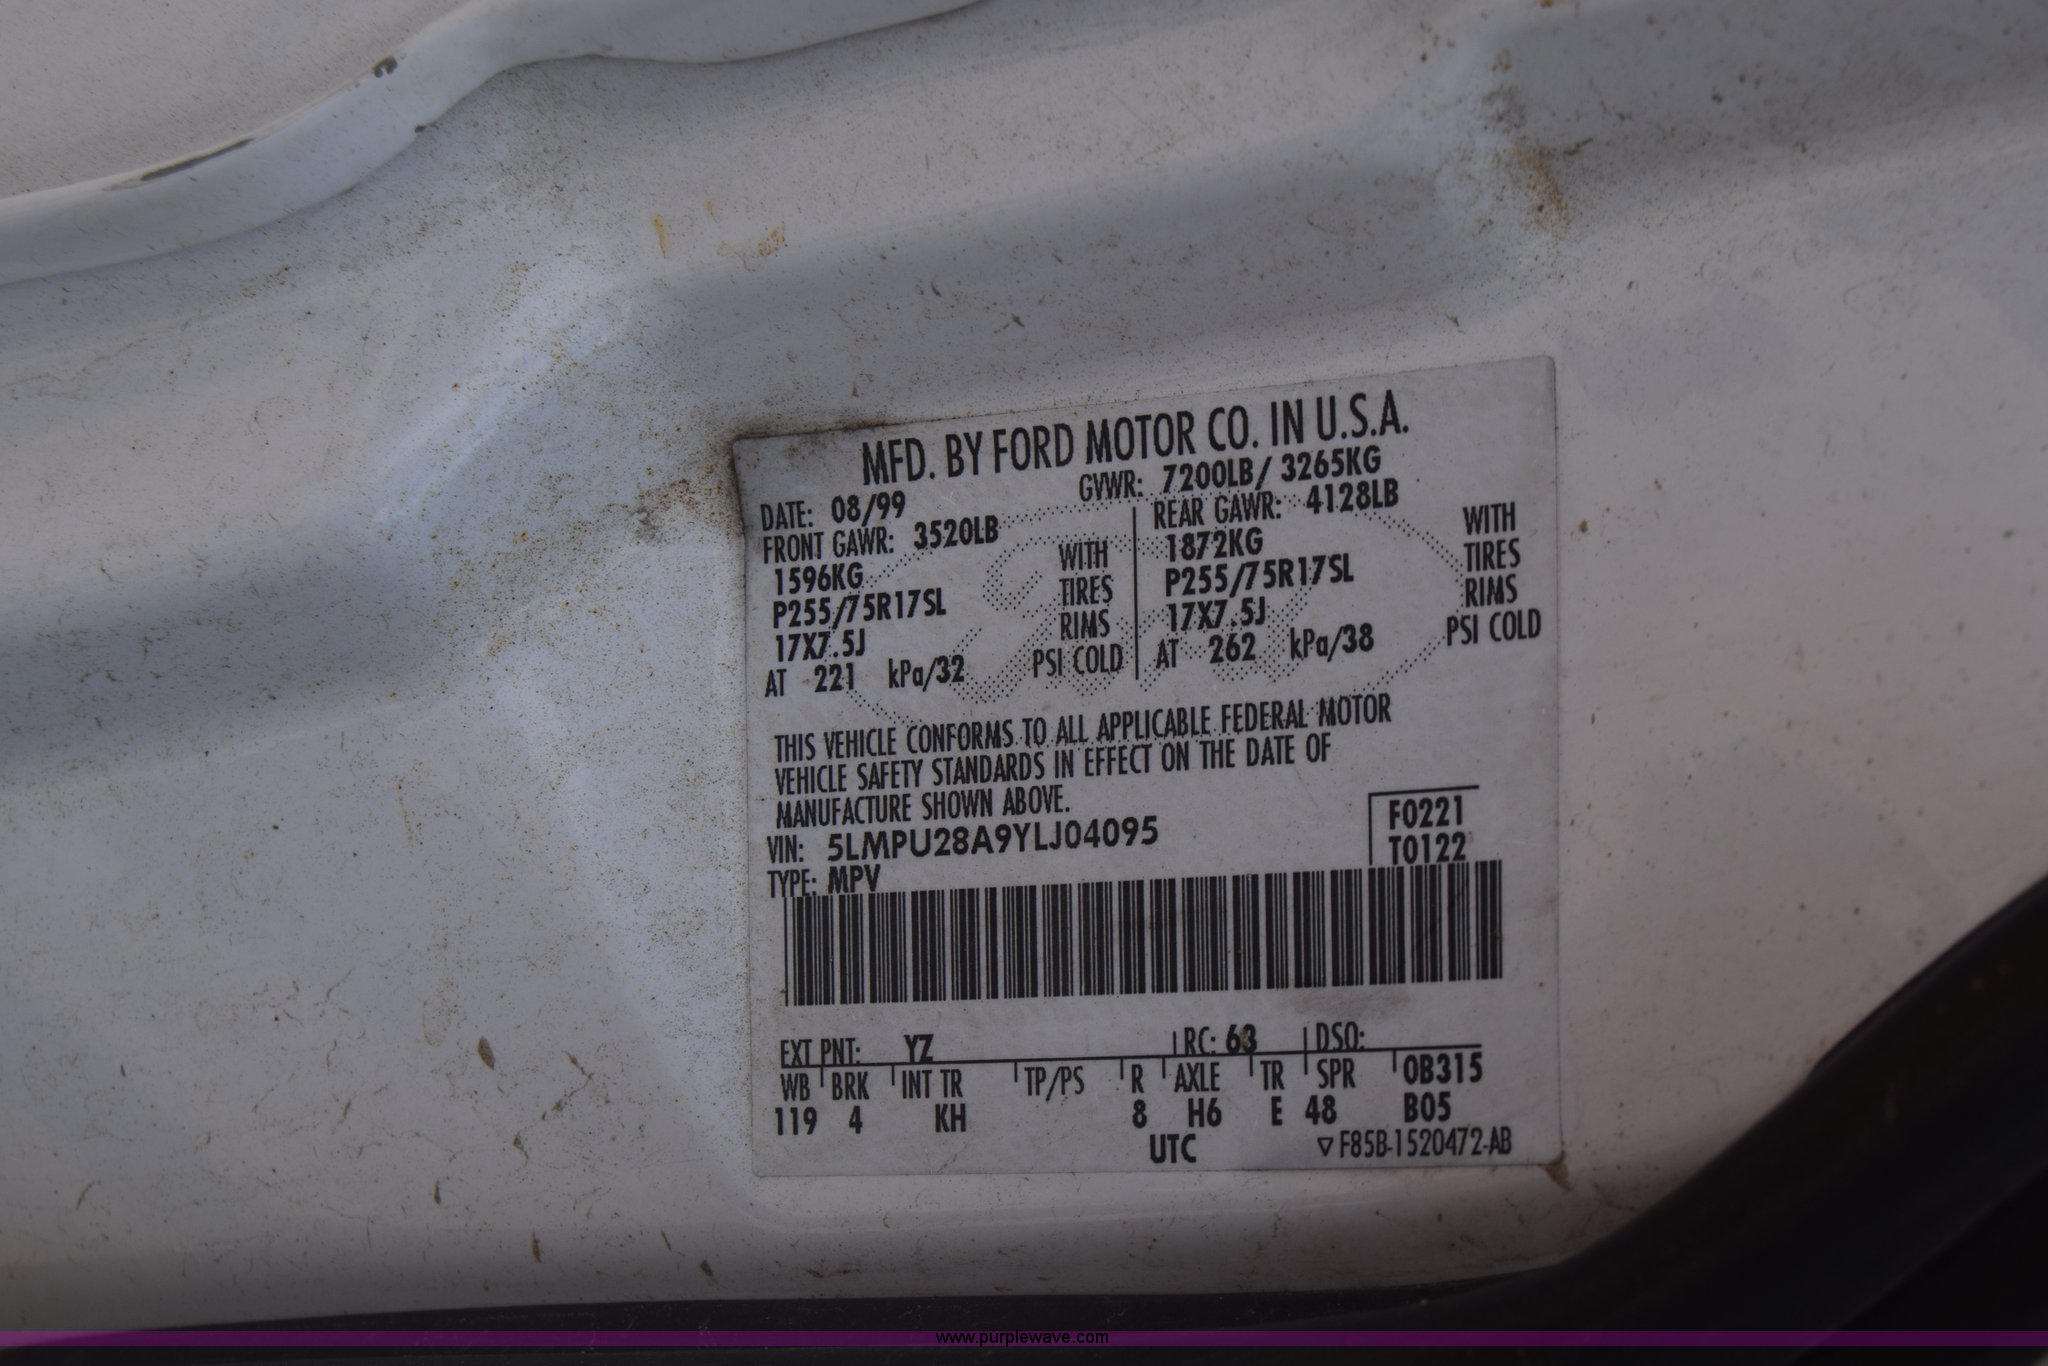 MFD. BY FORD MOTOR CO. IN U.S.A.
DATE: 08/99 GVWR: 7200LB/ 3265KG
FRONT GAWR: 3520LB REAR GAWR: 4128LB
1596KG WITH 1872KG WITH
P255/75R17SL TIRES P255/75R17SL TIRES
17X7.5J RIMS 17X7.5J RIMS
AT 221 kPa/32 PSI COLD AT 262 kPa/38 PSI COLD
THIS VEHICLE CONFORMS TO ALL APPLICABLE FEDERAL MOTOR
VEHICLE SAFETY STANDARDS IN EFFECT ON THE DATE OF
MANUFACTURE SHOWN ABOVE.
VIN: 5LMPU28A9YLJ04095 F0221
TYPE: MPV T0122
EXT PNT: YZ RC: 63 DSO:
WB BRK INT TR TP/PS R AXLE TR SPR 0B315
119 4 KH 8 H6 E 48 B05
UTC ▽F85B-1520472-AB
www.purplewave.com